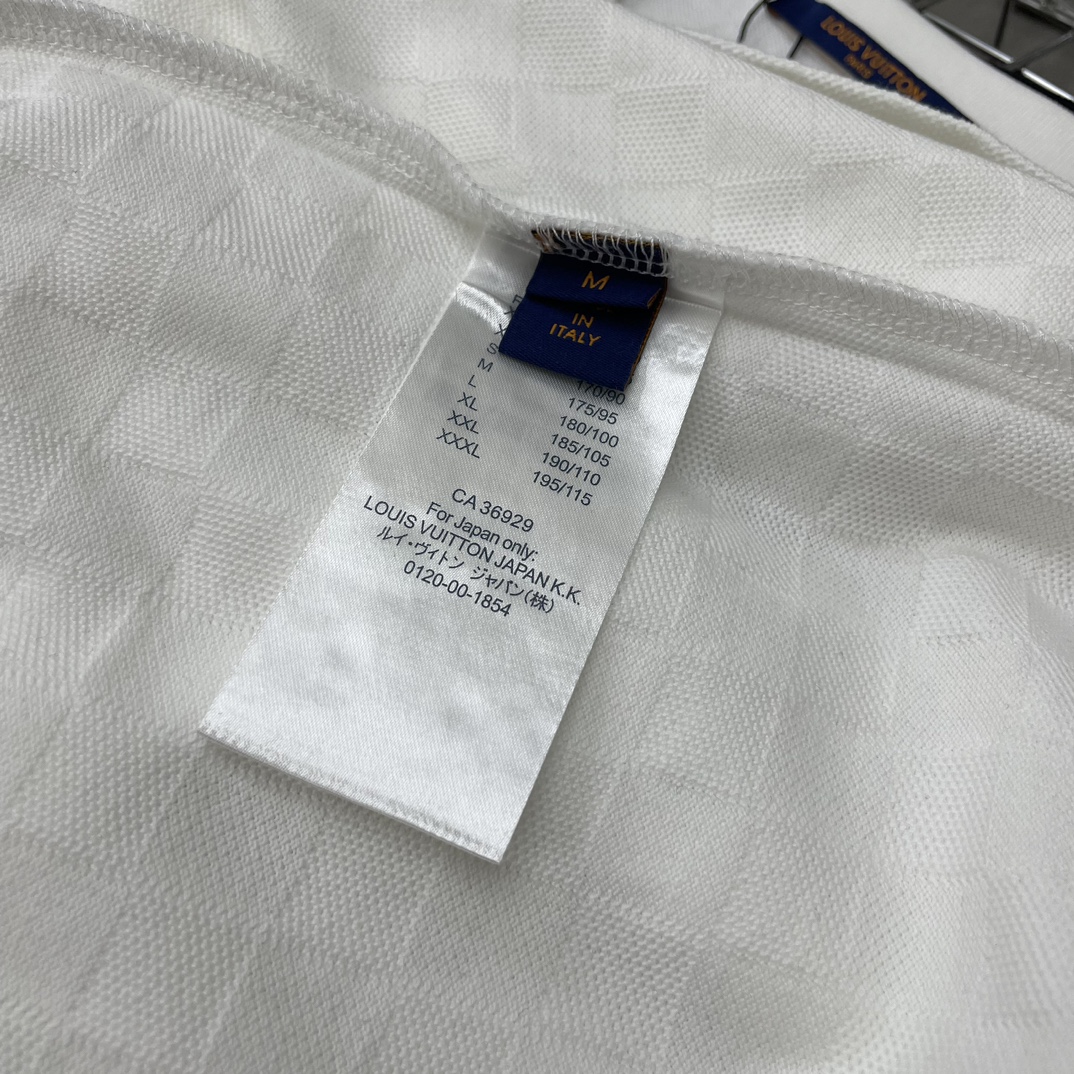 LOUIS VUITTON
PARIS
M
IN
ITALY
S
M
L
XL
XXL
XXXL
170/90
175/95
180/100
185/105
190/110
195/115
CA 36929
For Japan only:
LOUIS VUITTON JAPAN K.K.
ルイ・ヴィトン ジャパン(株)
0120-00-1854